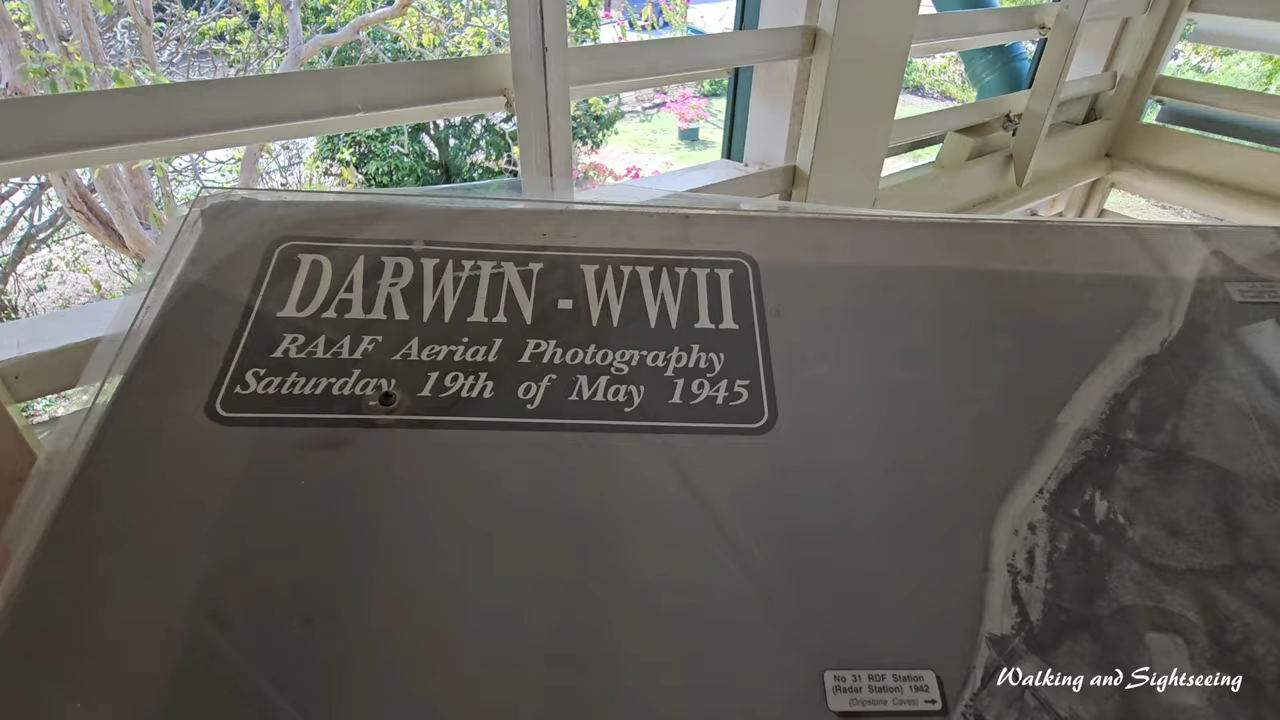 DARWIN - WWII
RAAF Aerial Photography
Saturday 19th of May 1945
No 31 RDF Station
(Radar Station) 1942
(Dripstone Caves)
Walking and Sightseeing